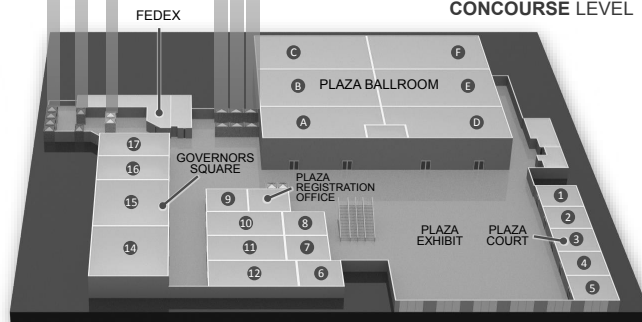 CONCOURSE LEVEL
FEDEX
C
F
PLAZA BALLROOM
B
E
A
D
17
16
GOVERNORS
SQUARE
15
14
PLAZA
REGISTRATION
OFFICE
9
10
8
11
7
12
6
PLAZA
EXHIBIT
PLAZA
COURT
1
2
3
4
5